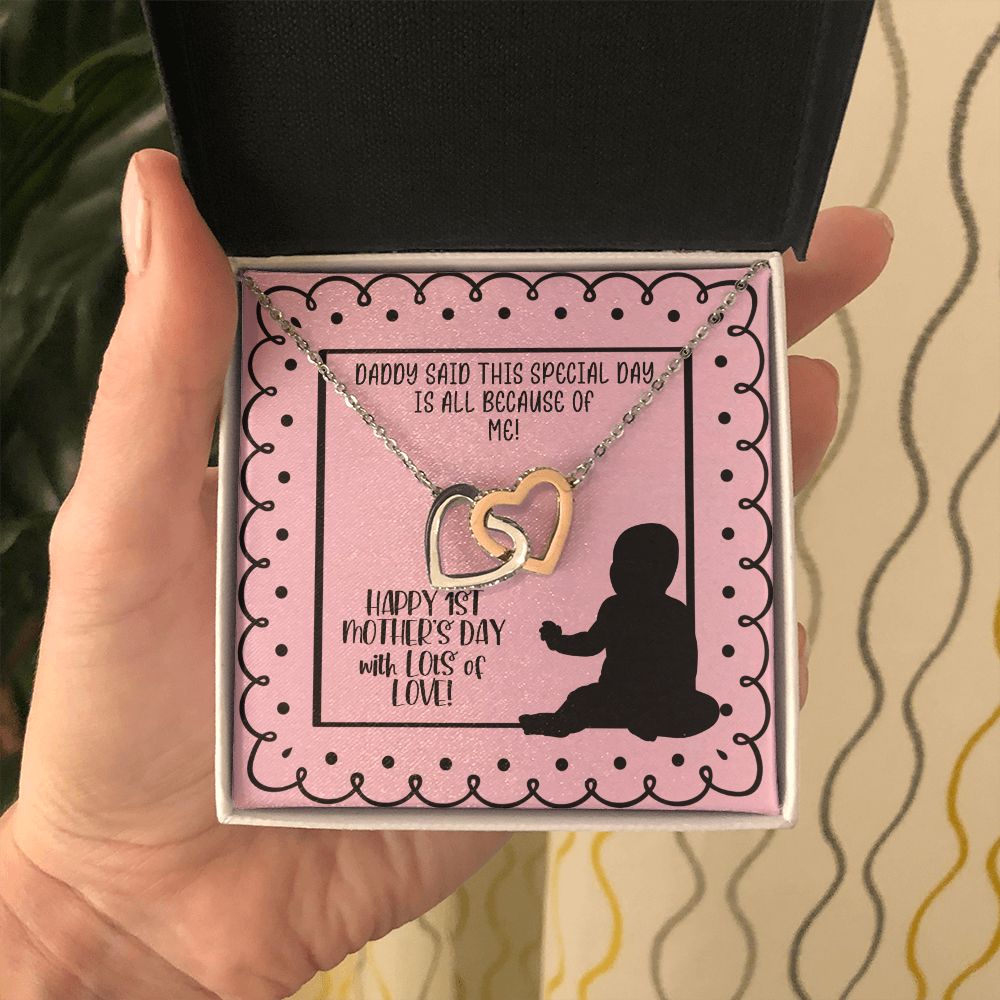 DADDY SAID THIS SPECIAL DAY
IS ALL BECAUSE OF
ME!
HAPPY 1ST
MOTHER'S DAY
with LOTS of
LOVE!